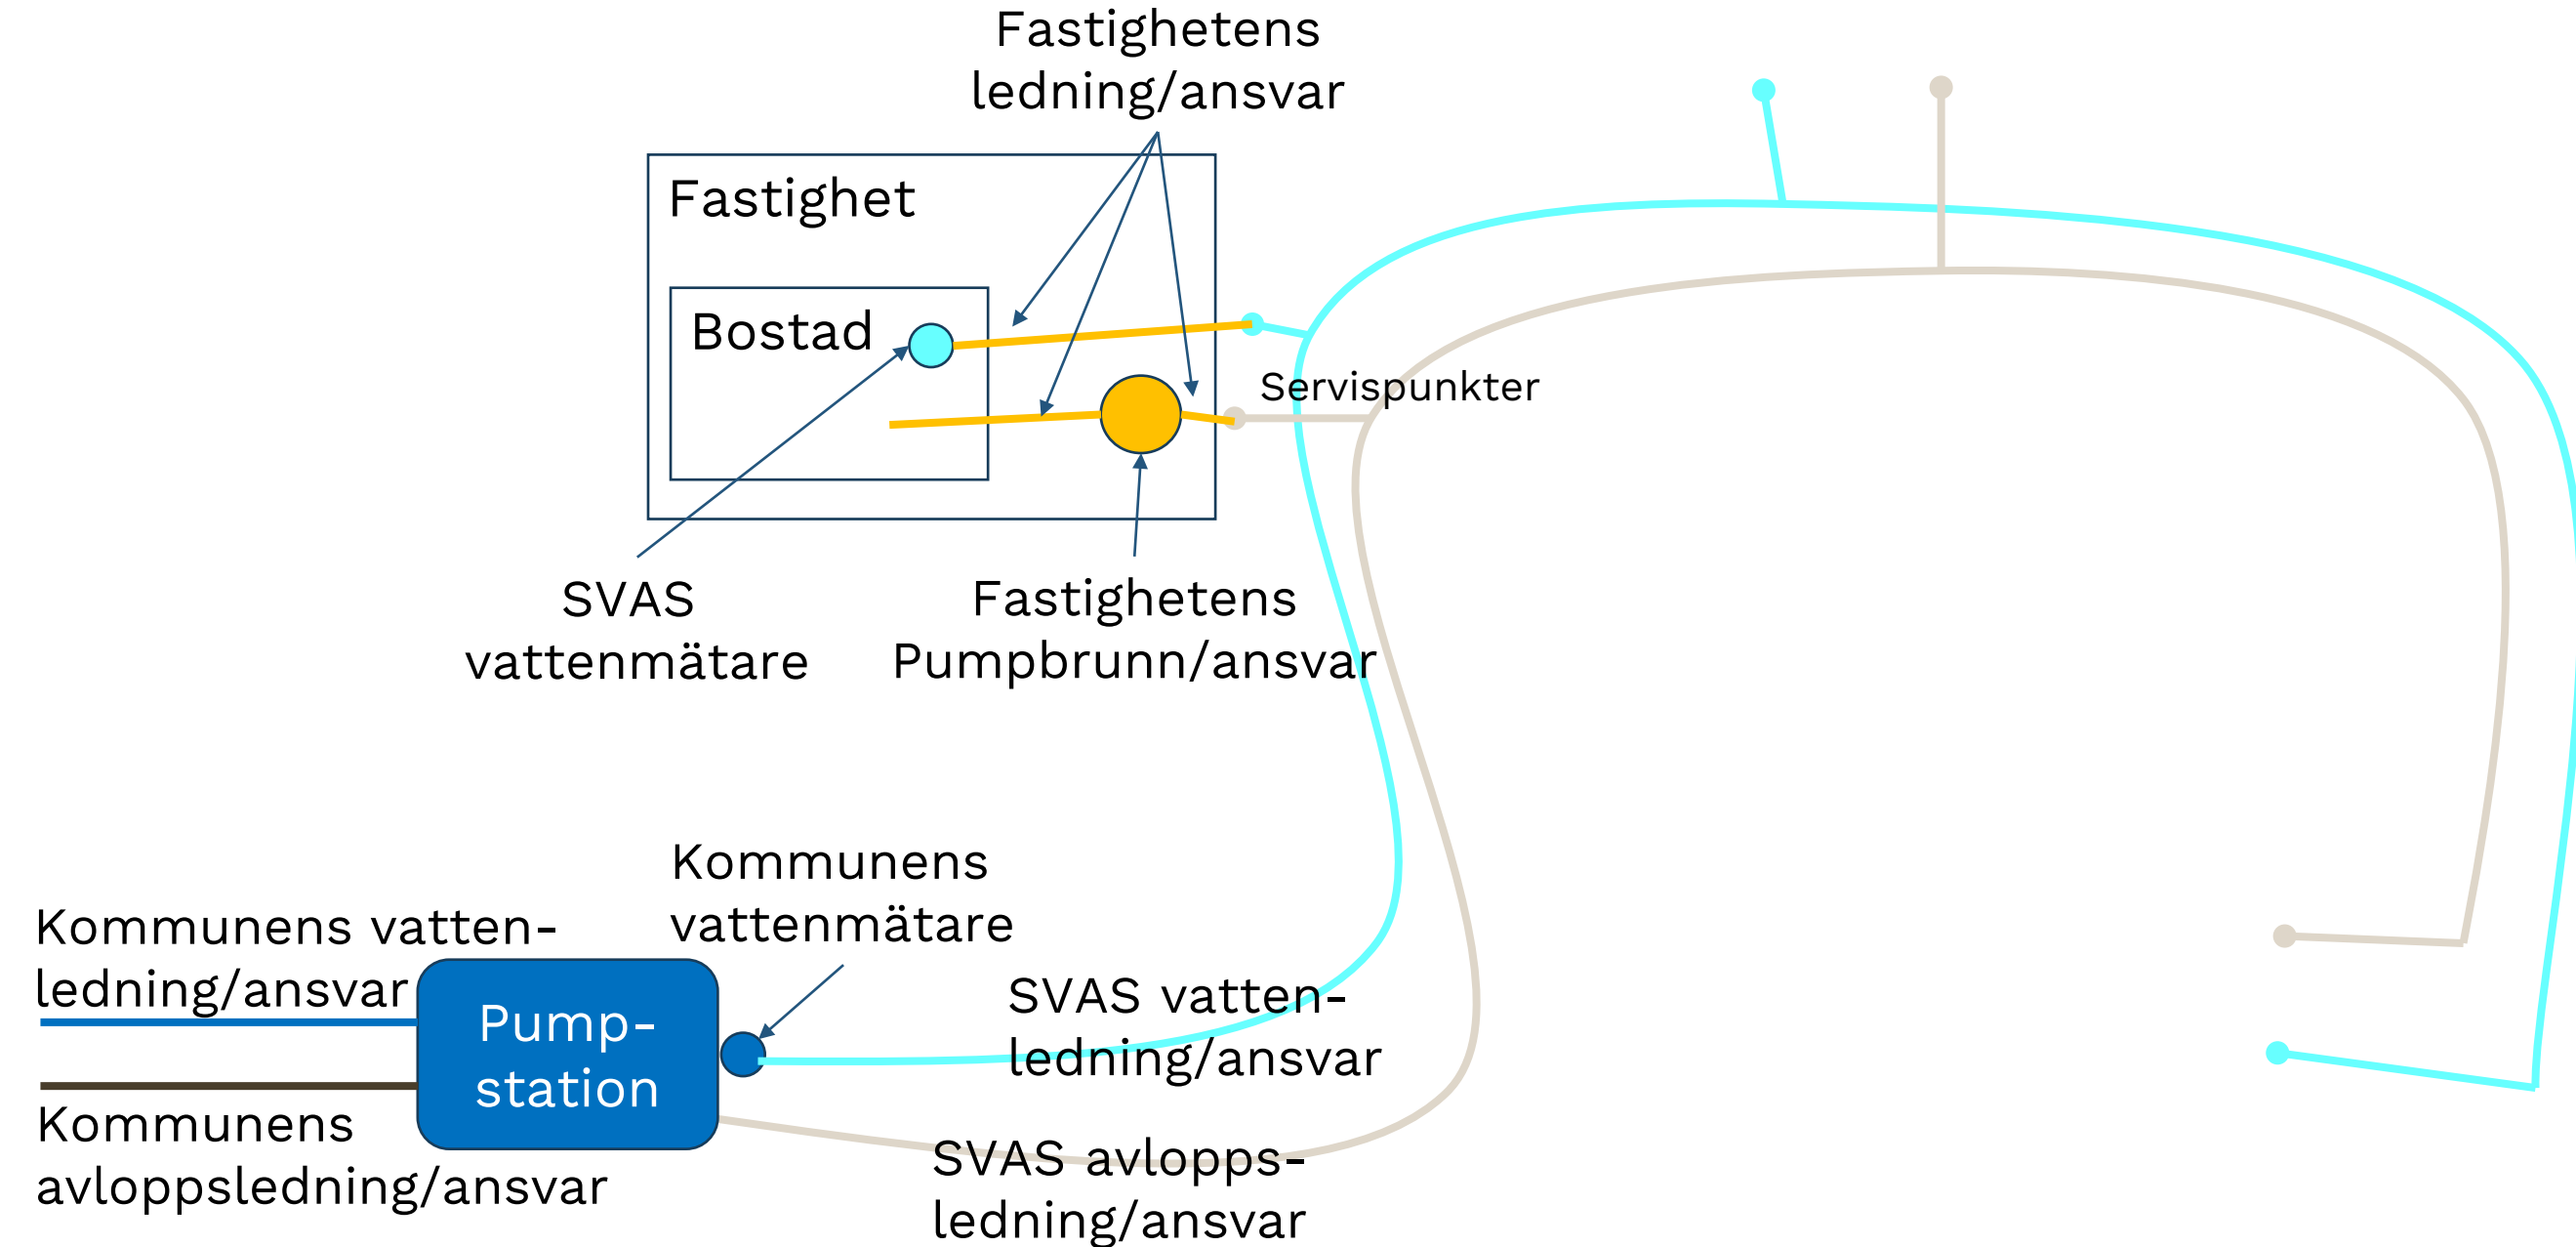 Fastighetens
ledning/ansvar
Fastighet
Bostad
Servispunkter
SVAS
vattenmätare
Fastighetens
Pumpbrunn/ansvar
Kommunens
vattenmätare
Kommunens vatten-
ledning/ansvar
Pump-
station
SVAS vatten-
ledning/ansvar
Kommunens
avloppsledning/ansvar
SVAS avlopps-
ledning/ansvar